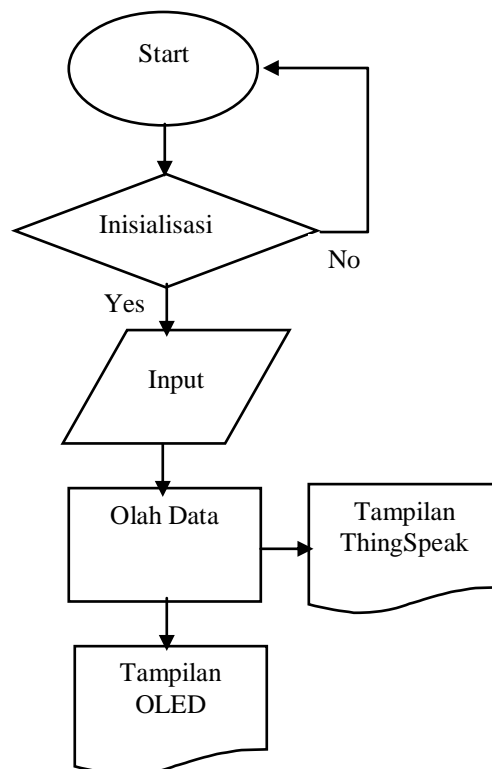 Start
Inisialisasi
No
Yes
Input
Olah Data
Tampilan
ThingSpeak
Tampilan
OLED